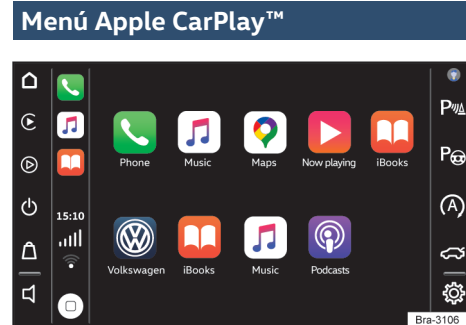 Menú Apple CarPlay™
Phone Music Maps Now playing iBooks
15:10
Volkswagen iBooks Music Podcasts
Bra-3106